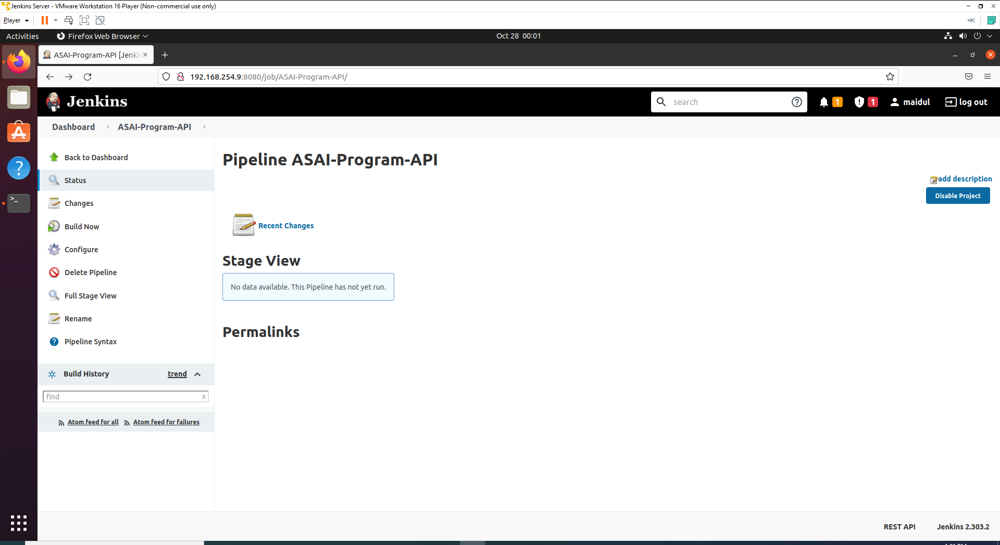 Jenkins Server - VMware Workstation 16 Player (Non-commercial use only)
Player
Activities
Firefox Web Browser
Oct 28 00:01
ASAI-Program-API [Jenki
192.168.254.9:8080/job/ASAI-Program-API/
Jenkins
search
1
1
maidul
log out
Dashboard
ASAI-Program-API
Back to Dashboard
Status
Changes
Build Now
Configure
Delete Pipeline
Full Stage View
Rename
Pipeline Syntax
Build History
trend
find
x
Atom feed for all
Atom feed for failures
Pipeline ASAI-Program-API
add description
Disable Project
Recent Changes
Stage View
No data available. This Pipeline has not yet run.
Permalinks
REST API
Jenkins 2.303.2